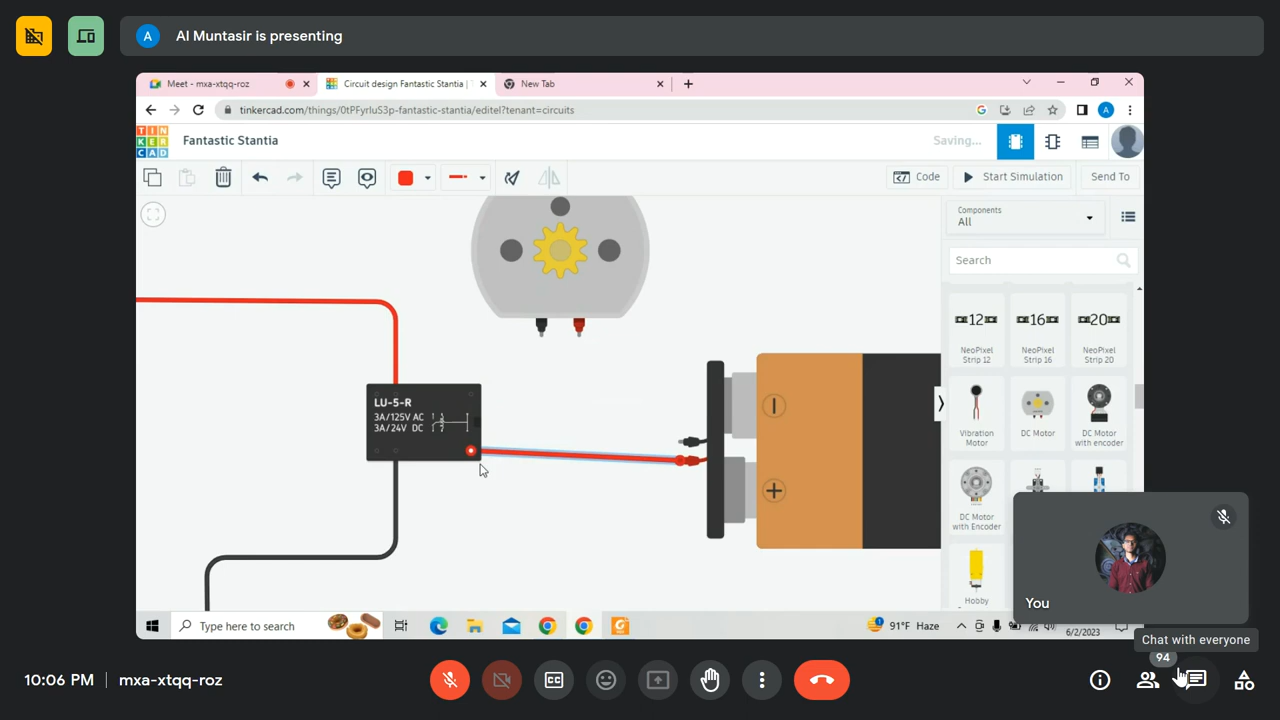 A
Al Muntasir is presenting
Meet - mxa-xtqq-roz
Circuit design Fantastic Stantia | T
New Tab
tinkercad.com/things/0tPFyrluS3p-fantastic-stantia/editel?tenant=circuits
A
TIN
KER
CAD
Fantastic Stantia
Saving...
Code
Start Simulation
Send To
Components
All
Search
12
16
20
NeoPixel
Strip 12
NeoPixel
Strip 16
NeoPixel
Strip 20
LU-5-R
3A/125V AC
3A/24V DC
Vibration
Motor
DC Motor
DC Motor
with encoder
DC Motor
with Encoder
Hobby
You
Type here to search
91°F Haze
6/2/2023
Chat with everyone
94
10:06 PM
mxa-xtqq-roz